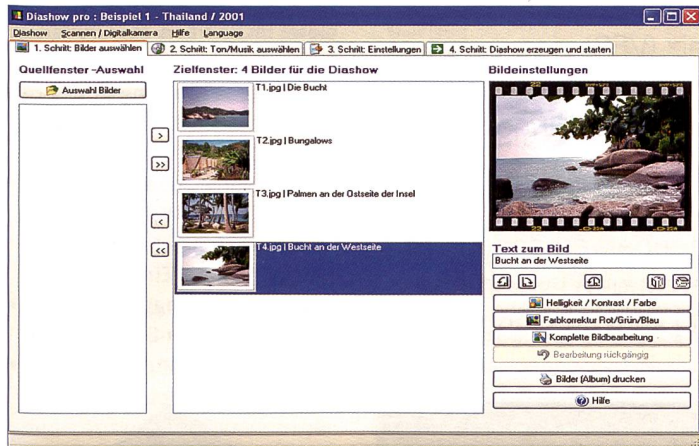 Diashow pro : Beispiel 1 - Thailand / 2001
Diashow Scannen / Digitalkamera Hilfe Language
1. Schritt: Bilder auswählen 2. Schritt: Ton/Musik auswählen 3. Schritt: Einstellungen 4. Schritt: Diashow erzeugen und starten
Quellfenster-Auswahl Zielfenster: 4 Bilder für die Diashow Bildeinstellungen
Auswahl Bilder
T1.jpg | Die Bucht
>
T2.jpg | Bungalows
>>
T3.jpg | Palmen an der Ostseite der Insel
<
T4.jpg | Bucht an der Westseite
<<
22
Text zum Bild
Bucht an der Westseite
Helligkeit / Kontrast / Farbe
Farbkorrektur Rot/Grün/Blau
Komplette Bildbearbeitung
Bearbeitung rückgängig
Bilder (Album) drucken
Hilfe